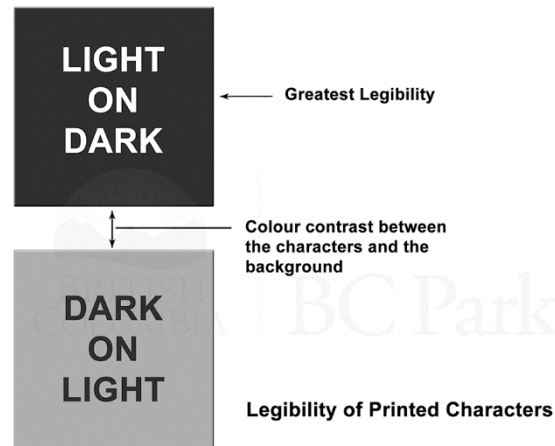 LIGHT
ON
DARK
Greatest Legibility
Colour contrast between
the characters and the
background
BRITISH
COLUMBIA
BC Park
DARK
ON
LIGHT
Legibility of Printed Characters